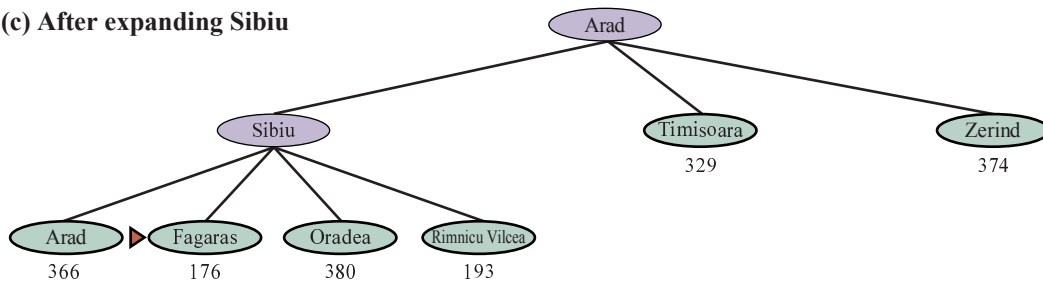 (c) After expanding Sibiu
Arad
Sibiu
Timisoara
Zerind
329
374
Arad
Fagaras
Oradea
Rimnicu Vilcea
366
176
380
193